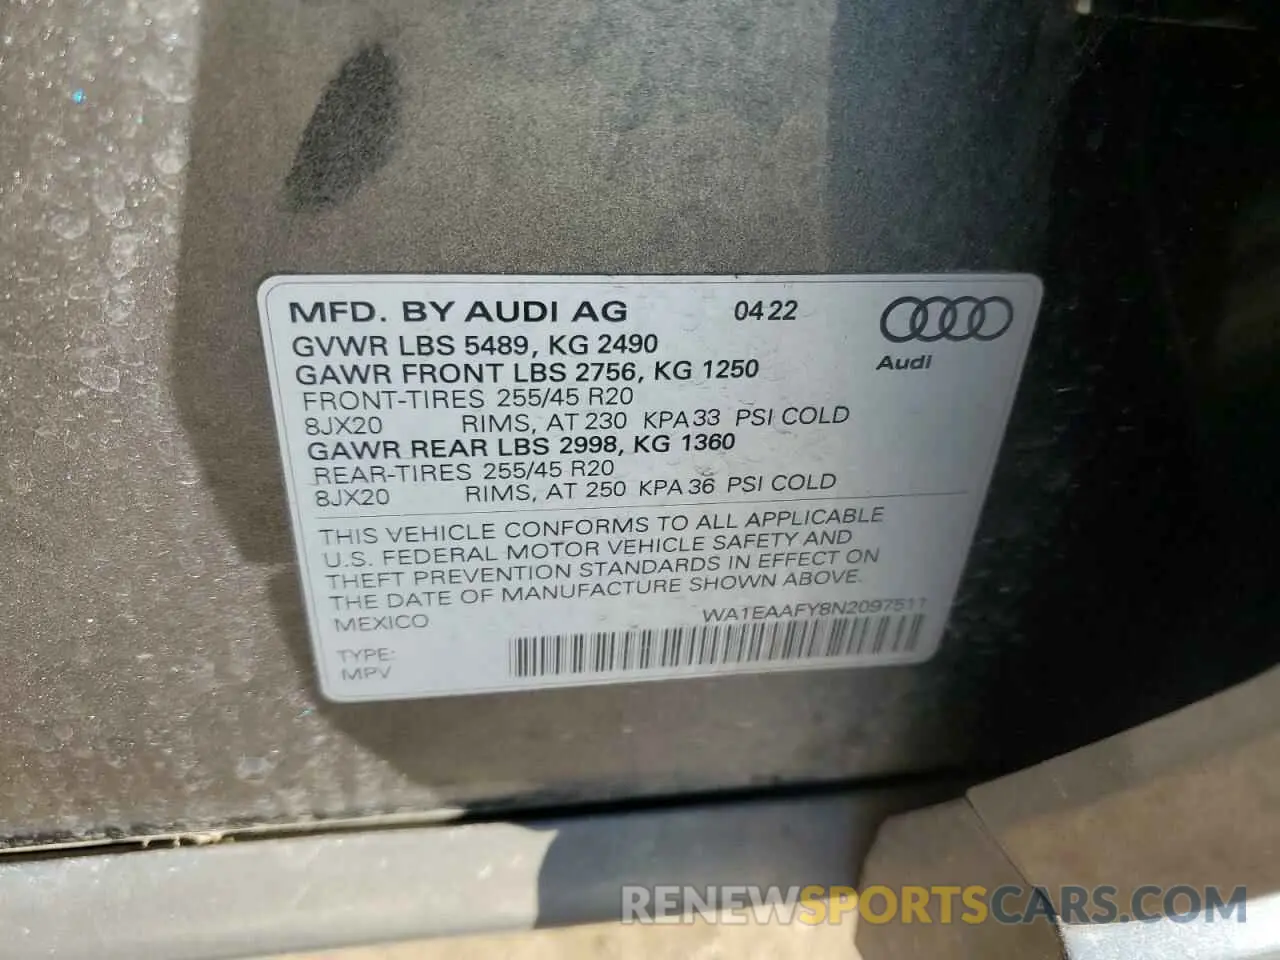 MFD. BY AUDI AG 0422
GVWR LBS 5489, KG 2490
GAWR FRONT LBS 2756, KG 1250
Audi
FRONT-TIRES 255/45 R20
8JX20 RIMS, AT 230 KPA 33 PSI COLD
GAWR REAR LBS 2998, KG 1360
REAR-TIRES 255/45 R20
8JX20 RIMS, AT 250 KPA 36 PSI COLD
THIS VEHICLE CONFORMS TO ALL APPLICABLE
U.S. FEDERAL MOTOR VEHICLE SAFETY AND
THEFT PREVENTION STANDARDS IN EFFECT ON
THE DATE OF MANUFACTURE SHOWN ABOVE.
MEXICO WA1EAAFY8N2097511
TYPE:
MPV
RENEWSPORTSCARS.COM